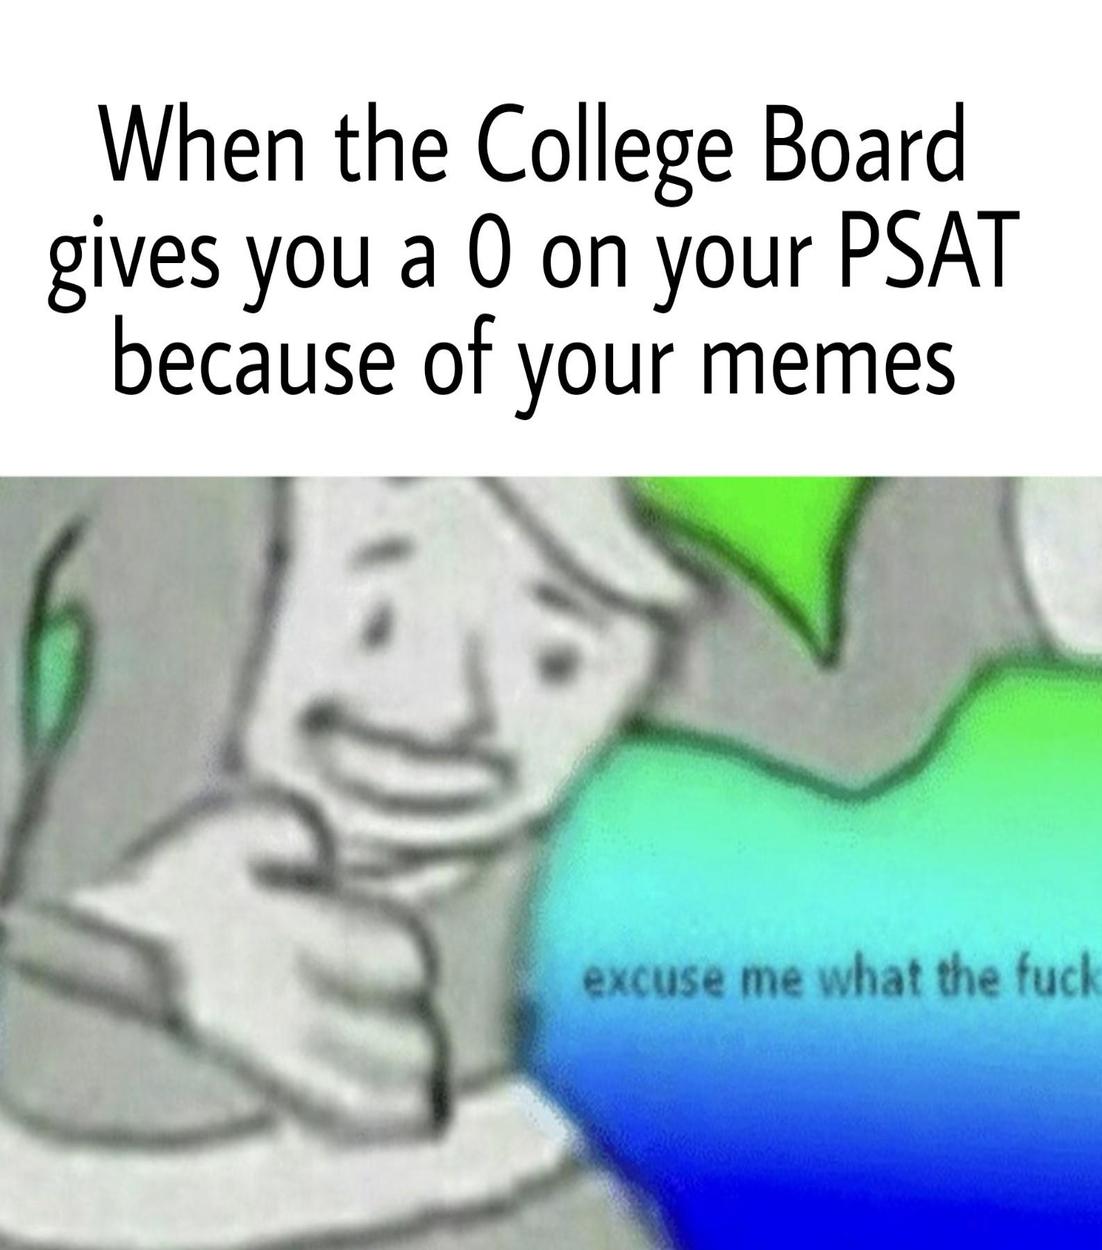 When the College Board
gives you a 0 on your PSAT
because of your memes
excuse me what the fuck